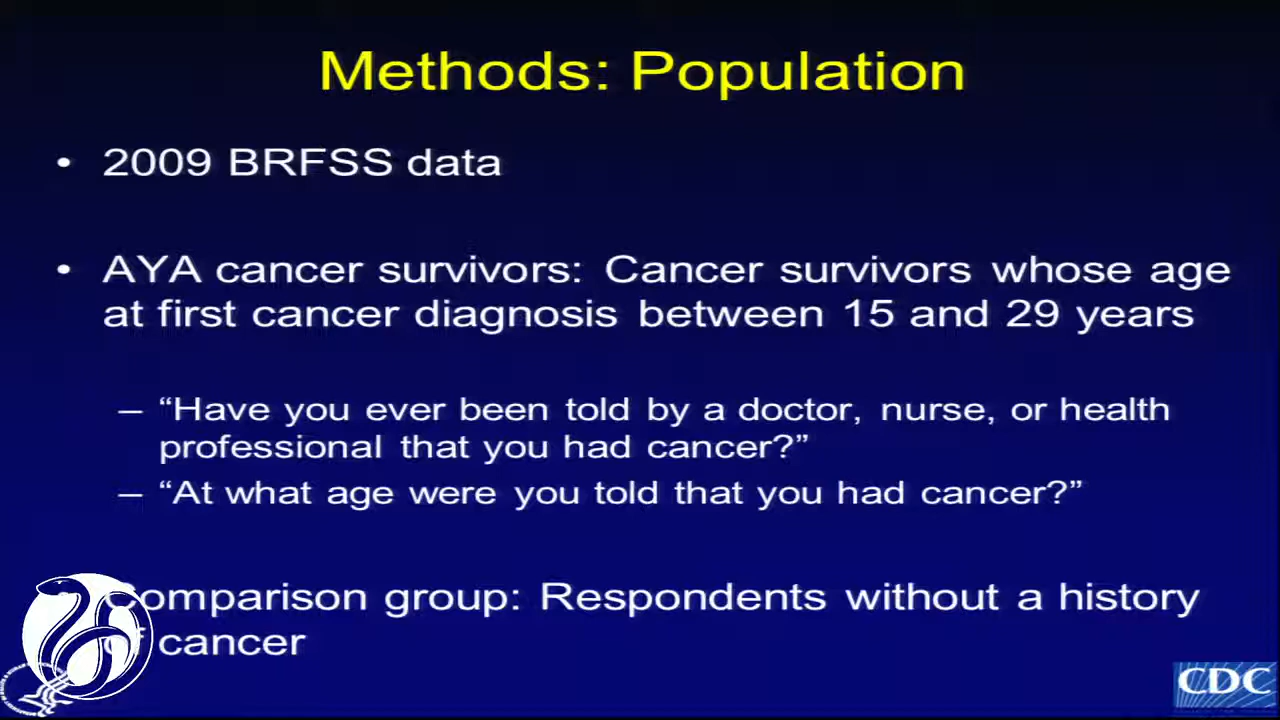 Methods: Population
• 2009 BRFSS data
• AYA cancer survivors: Cancer survivors whose age
at first cancer diagnosis between 15 and 29 years
– “Have you ever been told by a doctor, nurse, or health
professional that you had cancer?”
– “At what age were you told that you had cancer?”
Comparison group: Respondents without a history
of cancer
CDC